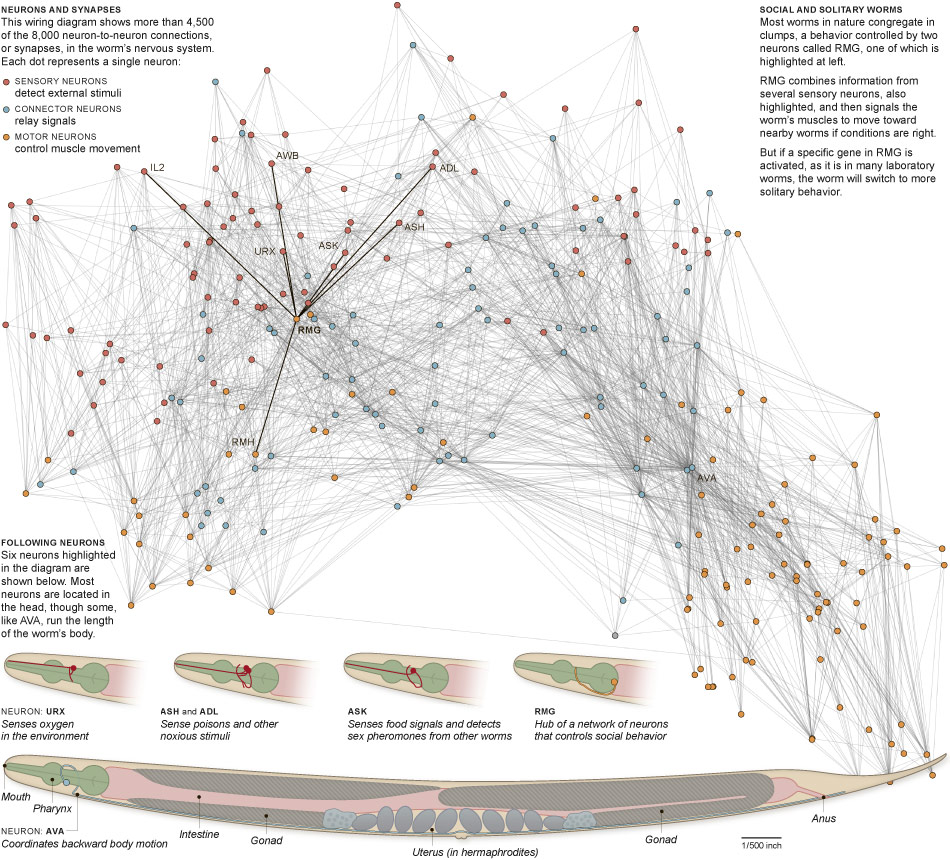 NEURONS AND SYNAPSES
This wiring diagram shows more than 4,500
of the 8,000 neuron-to-neuron connections,
or synapses, in the worm's nervous system.
Each dot represents a single neuron:
SENSORY NEURONS
detect external stimuli
CONNECTOR NEURONS
relay signals
MOTOR NEURONS
control muscle movement
SOCIAL AND SOLITARY WORMS
Most worms in nature congregate in
clumps, a behavior controlled by two
neurons called RMG, one of which is
highlighted at left.
RMG combines information from
several sensory neurons, also
highlighted, and then signals the
worm's muscles to move toward
nearby worms if conditions are right.
But if a specific gene in RMG is
activated, as it is in many laboratory
worms, the worm will switch to more
solitary behavior.
IL2
AWB
ADL
ASH
ASK
URX
RMG
RMH
AVA
FOLLOWING NEURONS
Six neurons highlighted
in the diagram are
shown below. Most
neurons are located in
the head, though some,
like AVA, run the length
of the worm's body.
NEURON: URX
Senses oxygen
in the environment
ASH and ADL
Sense poisons and other
noxious stimuli
ASK
Senses food signals and detects
sex pheromones from other worms
RMG
Hub of a network of neurons
that controls social behavior
Mouth
Pharynx
NEURON: AVA
Coordinates backward body motion
Intestine
Gonad
Uterus (in hermaphrodites)
Gonad
1/500 inch
Anus